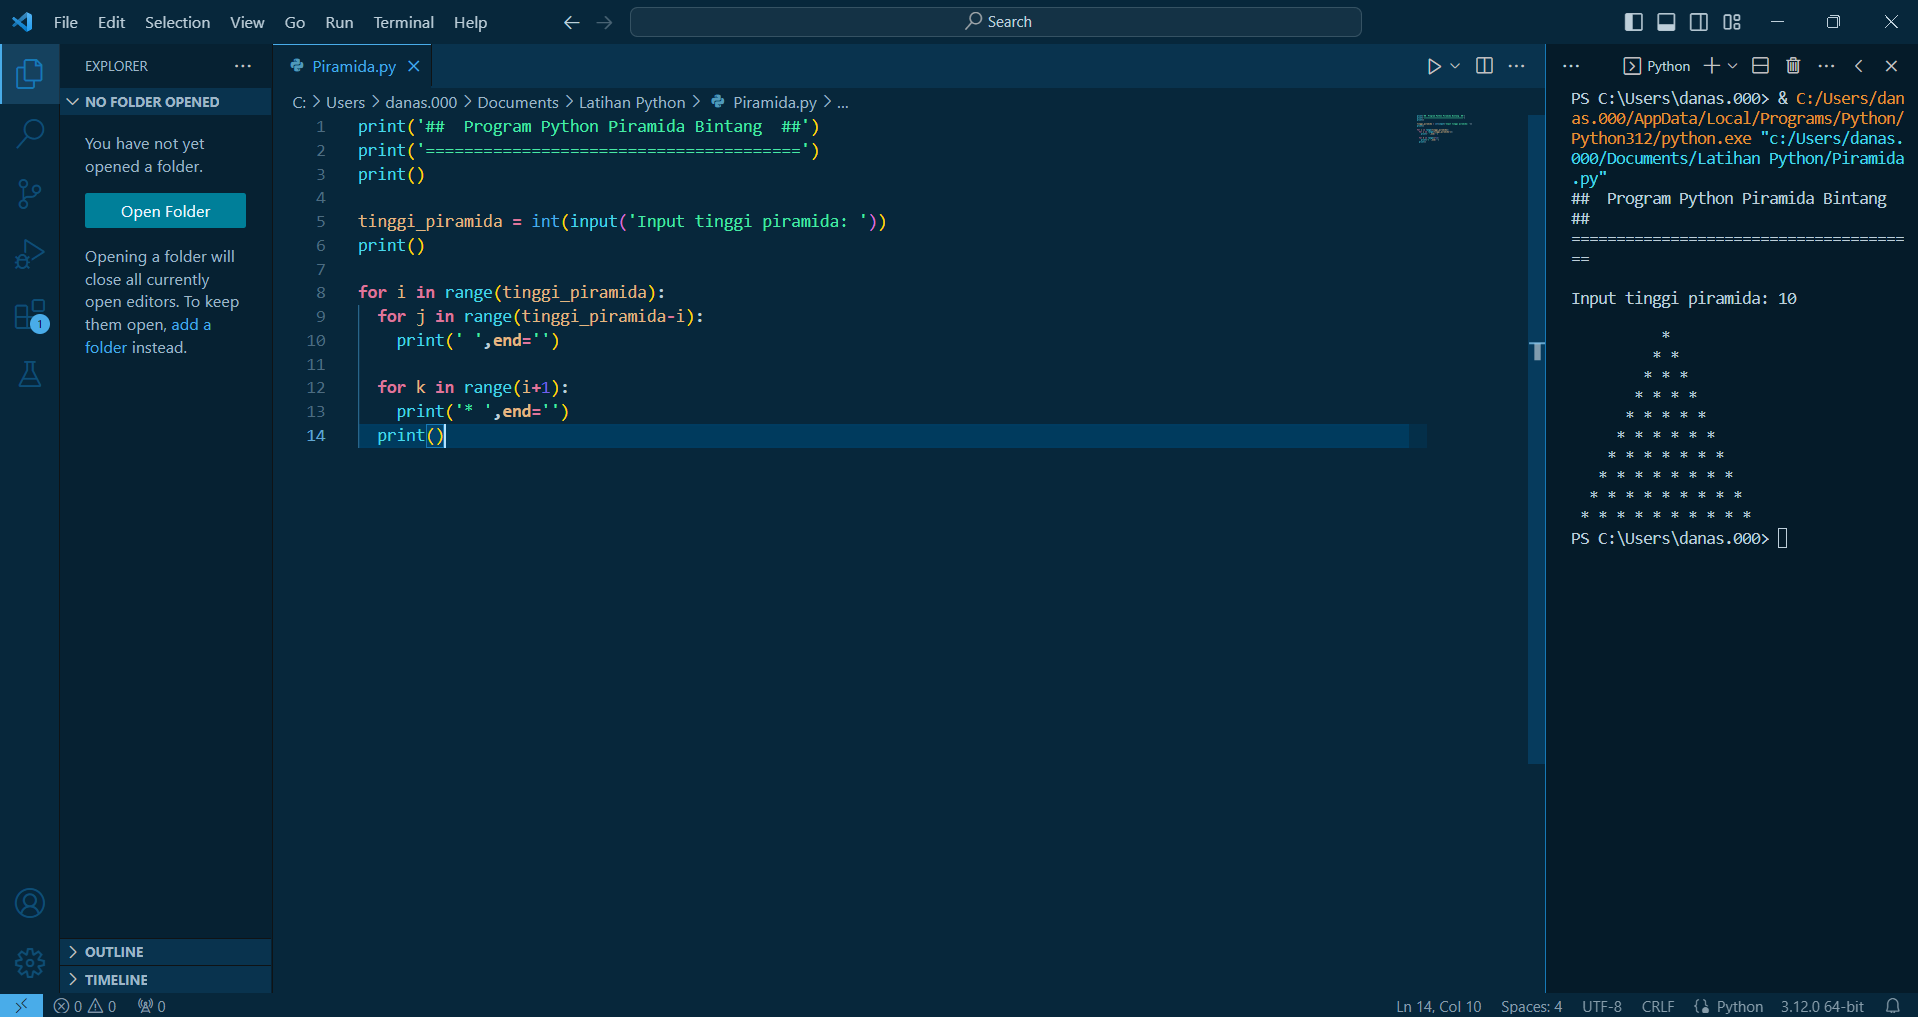 File Edit Selection View Go Run Terminal Help
Search
EXPLORER
NO FOLDER OPENED
You have not yet
opened a folder.
Open Folder
Opening a folder will
close all currently
open editors. To keep
them open, add a
folder instead.
OUTLINE
TIMELINE
1
Piramida.py
C: > Users > danas.000 > Documents > Latihan Python > Piramida.py > ...
1 print('##  Program Python Piramida Bintang  ##')
2 print('=======================================')
3 print()
4
5 tinggi_piramida = int(input('Input tinggi piramida: '))
6 print()
7
8 for i in range(tinggi_piramida):
9   for j in range(tinggi_piramida-i):
10     print(' ',end='')
11
12   for k in range(i+1):
13     print('* ',end='')
14   print()
Python
PS C:\Users\danas.000> & C:/Users/dan
as.000/AppData/Local/Programs/Python/
Python312/python.exe "c:/Users/danas.
000/Documents/Latihan Python/Piramida
.py"
##  Program Python Piramida Bintang
##
=====================================
==
Input tinggi piramida: 10
          *
         * *
        * * *
       * * * *
      * * * * *
     * * * * * *
    * * * * * * *
   * * * * * * * *
  * * * * * * * * *
 * * * * * * * * * *
PS C:\Users\danas.000>
0 0 0
Ln 14, Col 10 Spaces: 4 UTF-8 CRLF Python 3.12.0 64-bit